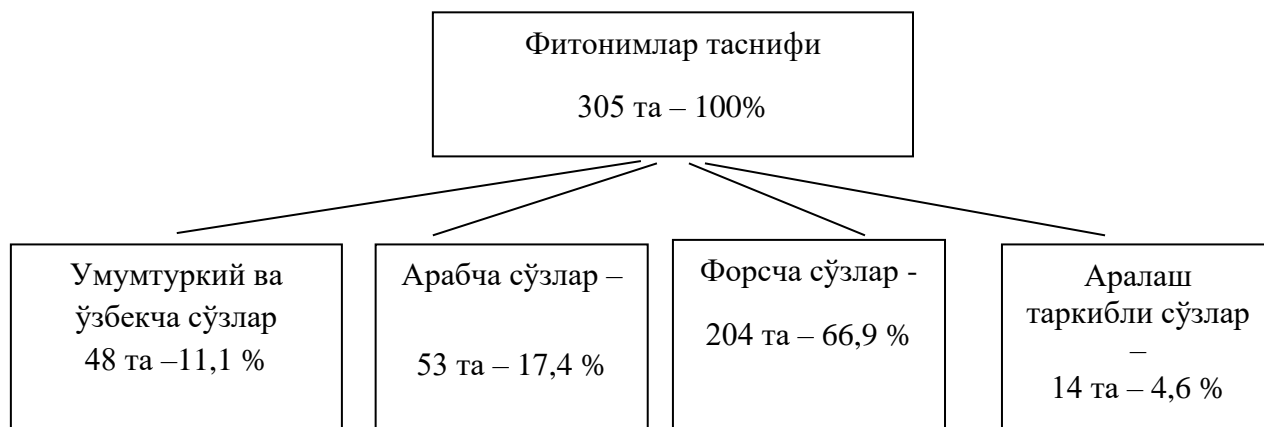 Фитонимлар таснифи
305 та – 100%
Умумтуркий ва
ўзбекча сўзлар
48 та –11,1 %
Арабча сўзлар –
53 та – 17,4 %
Форсча сўзлар -
204 та – 66,9 %
Аралаш
таркибли сўзлар
–
14 та – 4,6 %